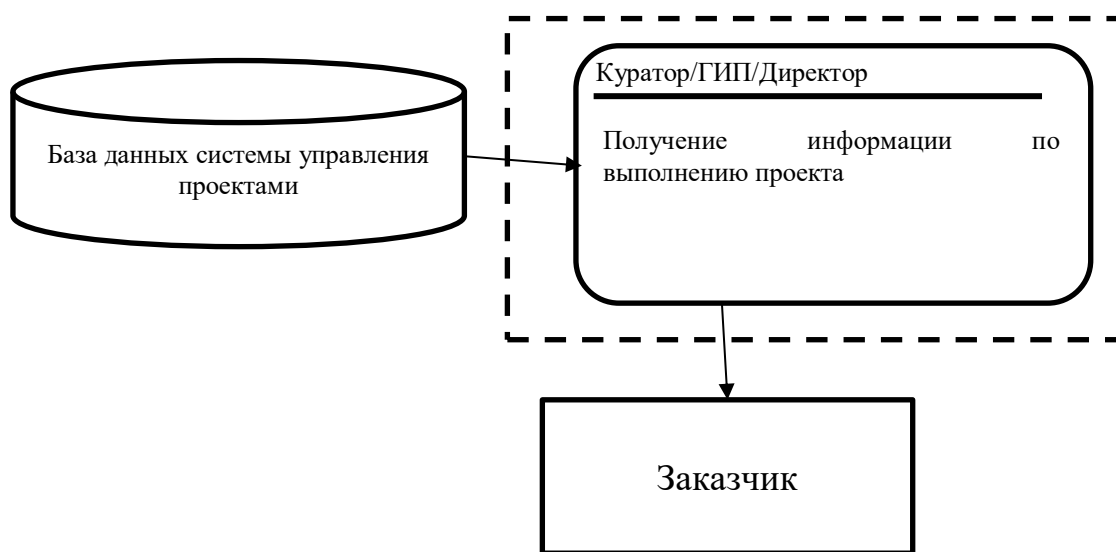 Куратор/ГИП/Директор
База данных системы управления
проектами
Получение информации по
выполнению проекта
Заказчик